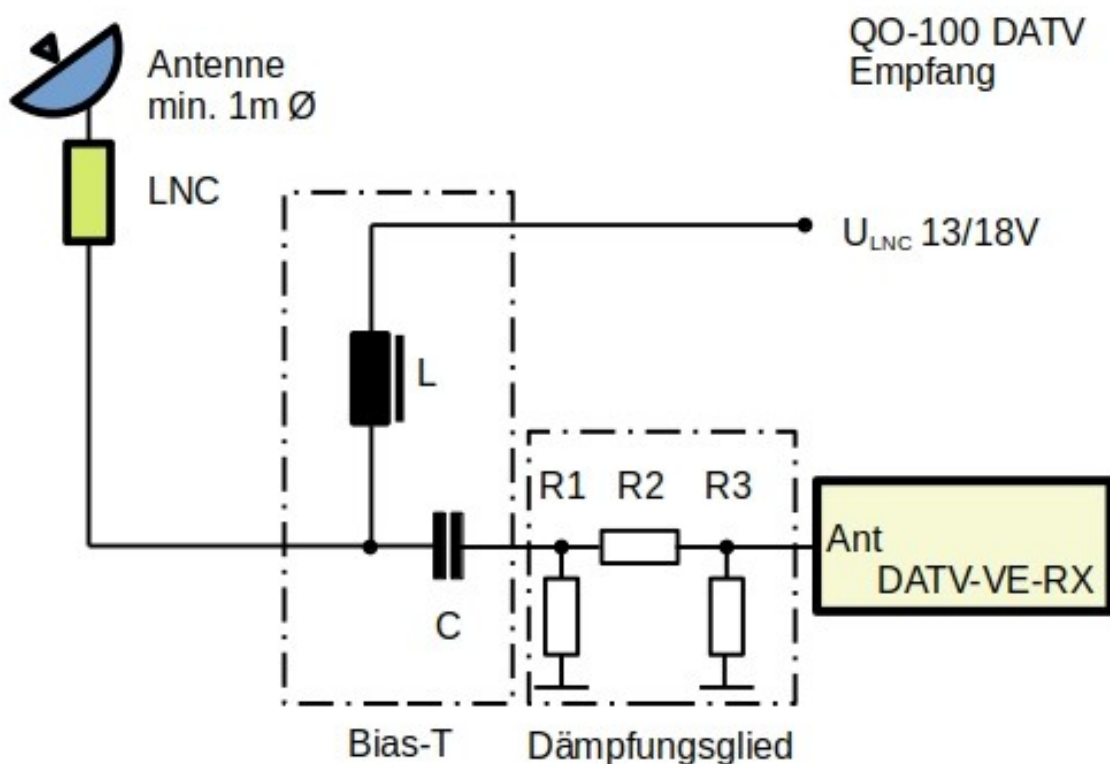 QO-100 DATV
Empfang
Antenne
min. 1m Ø
LNC
U_LNC 13/18V
L
R1 R2 R3
Ant
DATV-VE-RX
C
Bias-T
Dämpfungsglied